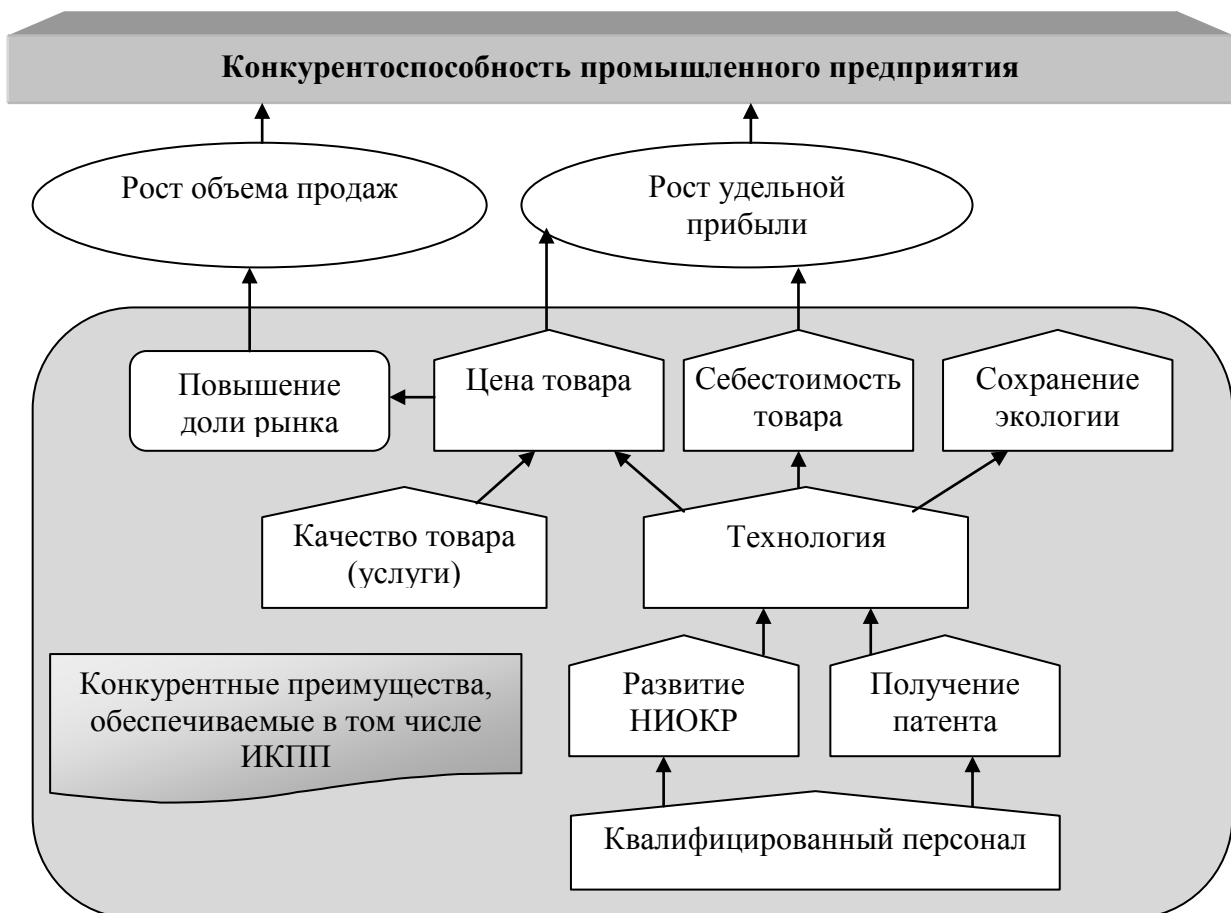 Конкурентоспособность промышленного предприятия
Рост объема продаж
Рост удельной
прибыли
Повышение
доли рынка
Цена товара
Себестоимость
товара
Сохранение
экологии
Качество товара
(услуги)
Технология
Конкурентные преимущества,
обеспечиваемые в том числе
ИКПП
Развитие
НИОКР
Получение
патента
Квалифицированный персонал